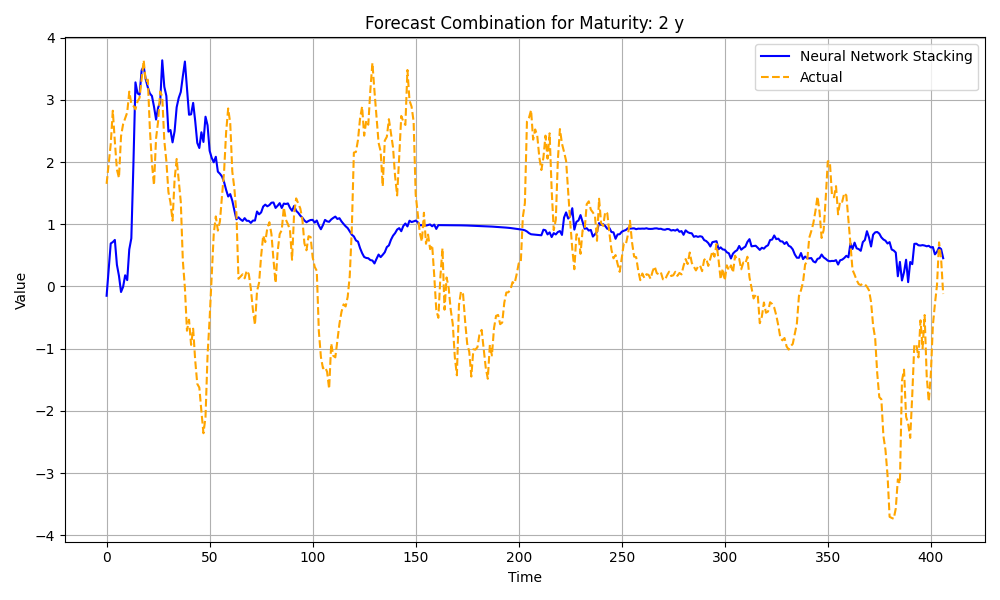 Forecast Combination for Maturity: 2 y
Neural Network Stacking
Actual
Value
4
3
2
1
0
−1
−2
−3
−4
0 50 100 150 200 250 300 350 400
Time